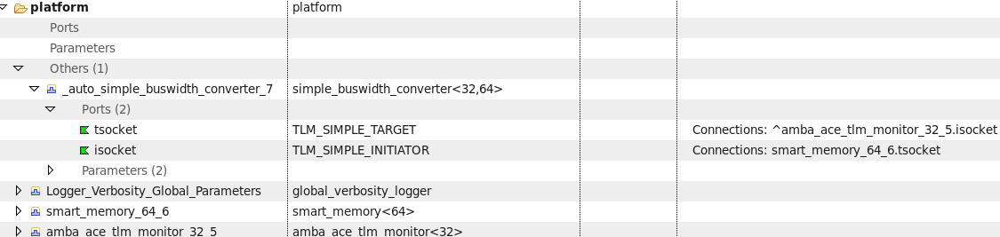 platform platform
Ports
Parameters
Others (1)
_auto_simple_buswidth_converter_7 simple_buswidth_converter<32,64>
Ports (2)
tsocket TLM_SIMPLE_TARGET Connections: ^amba_ace_tlm_monitor_32_5.isocket
isocket TLM_SIMPLE_INITIATOR Connections: smart_memory_64_6.tsocket
Parameters (2)
Logger_Verbosity_Global_Parameters global_verbosity_logger
smart_memory_64_6 smart_memory<64>
amba_ace_tlm_monitor_32_5 amba_ace_tlm_monitor<32>